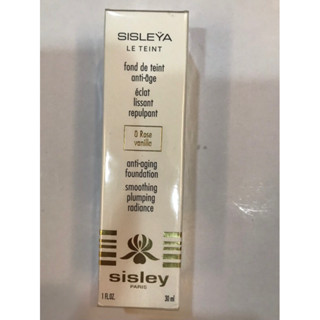 SISLEŸA
LE TEINT
fond de teint
anti-âge
éclat
lissant
repulpant
0 Rose
vanilla
anti-aging
foundation
smoothing
plumping
radiance
sisley
PARIS
1 FL.OZ. 30 ml